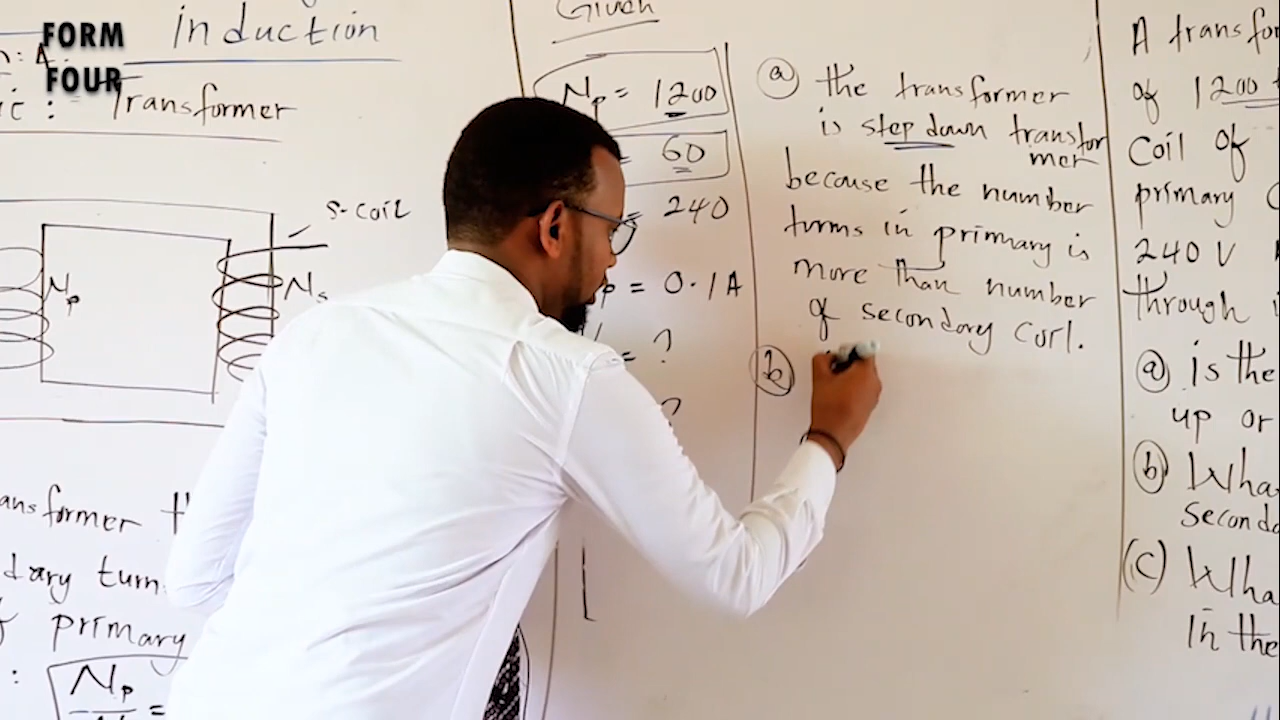 FORM
FOUR
induction
Transformer
s-coil
Np
Ns
ansformer
dary turn
primary
Np
=
Given
Np = 1200
60
= 240
p = 0.1A
= ?
?
(a) the transformer
is step down transfor
mer
because the number
turns in primary is
more than number
of secondary corl.
(b)
A transfor
of 1200
Coil of
primary
240 V
through
(a) is the
up or
(b) Wha
seconda
(c) Wha
in the